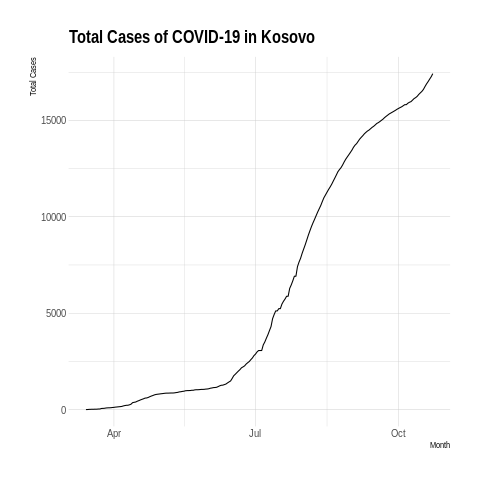 Total Cases of COVID-19 in Kosovo
Total Cases
15000
10000
5000
0
Apr
Jul
Oct
Month